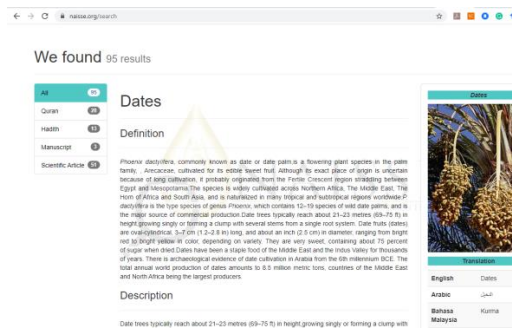 naisse.org/search
We found 95 results
All 95
Quran
Hadith 13
Manuscript
Scientific Article 51
Dates
Definition
Phoenix dactylifera, commonly known as date or date palm,is a flowering plant species in the palm
family, , Arecaceae, cultivated for its edible sweet fruit. Although its exact place of origin is uncertain
because of long cultivation, it probably originated from the Fertile Crescent region straddling between
Egypt and Mesopotamia.The species is widely cultivated across Northern Africa, The Middle East, The
Horn of Africa and South Asia, and is naturalized in many tropical and subtropical regions worldwide.P.
dactylifera is the type species of genus Phoenix, which contains 12–19 species of wild date palms, and is
the major source of commercial production.Date trees typically reach about 21–23 metres (69–75 ft) in
height,growing singly or forming a clump with several stems from a single root system. Date fruits (dates)
are oval-cylindrical, 3–7 cm (1.2–2.8 in) long, and about an inch (2.5 cm) in diameter, ranging from bright
red to bright yellow in color, depending on variety. They are very sweet, containing about 75 percent
of sugar when dried.Dates have been a staple food of the Middle East and the Indus Valley for thousands
of years. There is archaeological evidence of date cultivation in Arabia from the 6th millennium BCE. The
total annual world production of dates amounts to 8.5 million metric tons, countries of the Middle East
and North Africa being the largest producers.
Description
Date trees typically reach about 21–23 metres (69–75 ft) in height,growing singly or forming a clump with
Dates
Translation
English Dates
Arabic
Bahasa Kurma
Malaysia